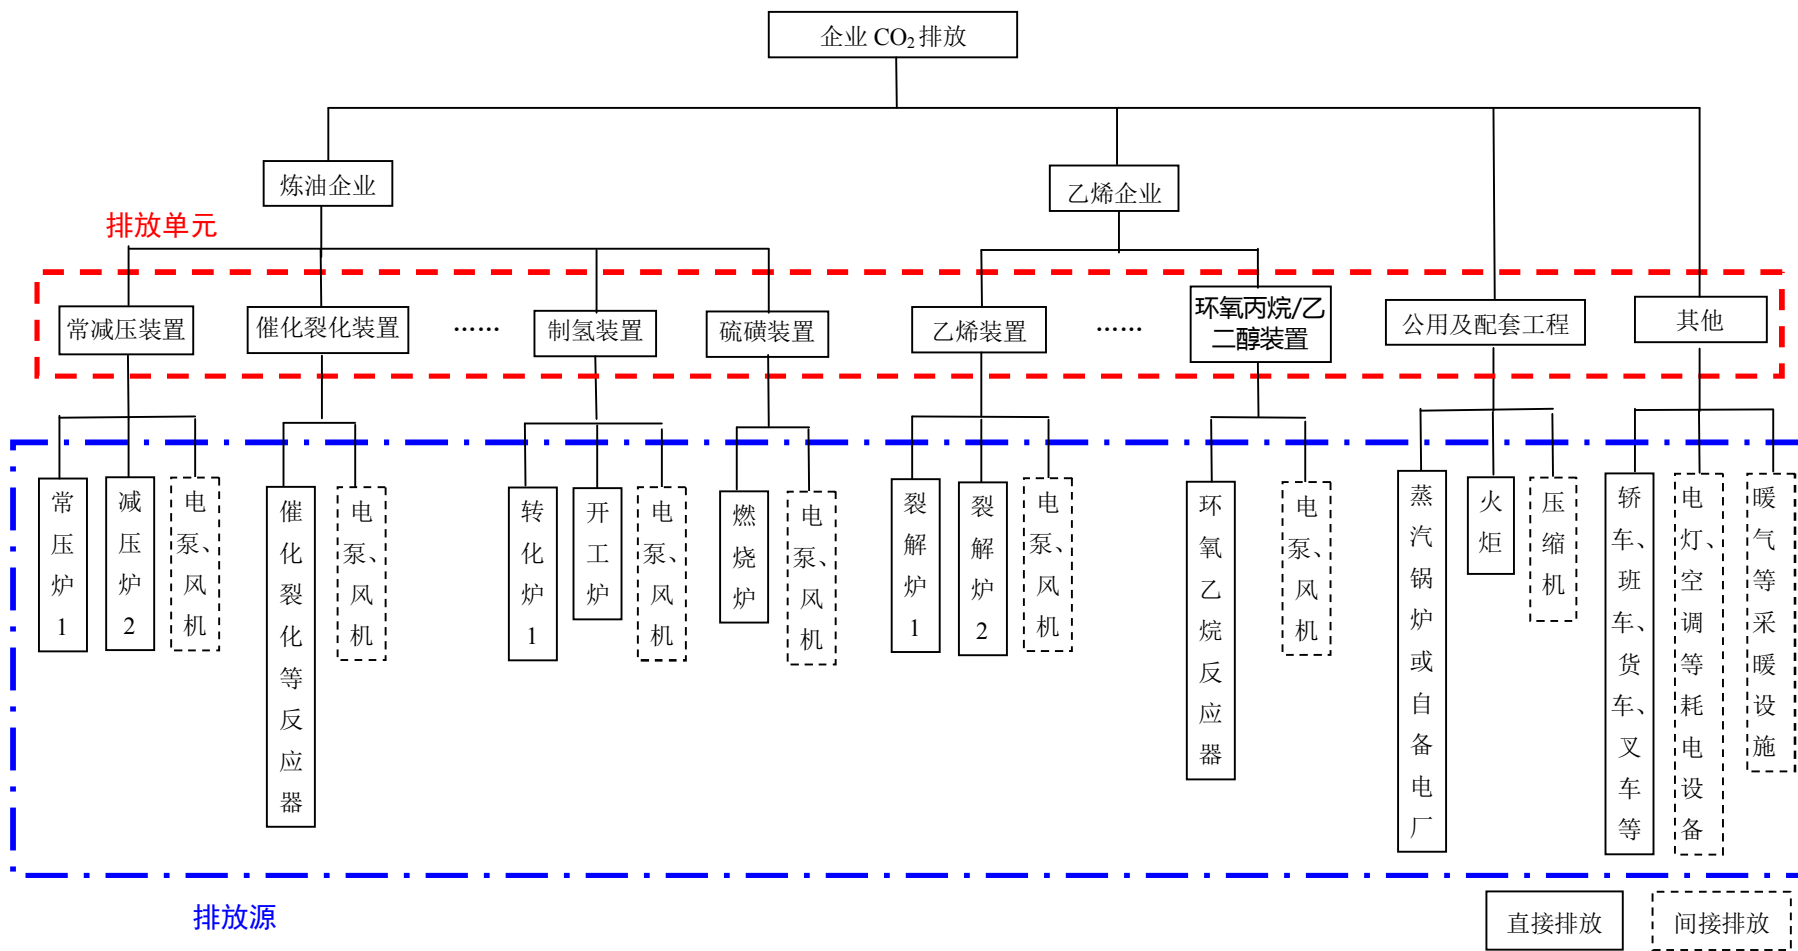 企业 CO₂ 排放
炼油企业
乙烯企业
排放单元
常减压装置
催化裂化装置
······
制氢装置
硫磺装置
乙烯装置
······
环氧丙烷/乙
二醇装置
公用及配套工程
其他
常压炉1
减压炉2
电泵、风机
催化裂化等反应器
电泵、风机
转化炉1
开工炉
电泵、风机
燃烧炉
电泵、风机
裂解炉1
裂解炉2
电泵、风机
环氧乙烷反应器
电泵、风机
蒸汽锅炉或自备电厂
火炬
压缩机
轿车、班车、货车、叉车等
电灯、空调等耗电设备
暖气等采暖设施
排放源
直接排放
间接排放